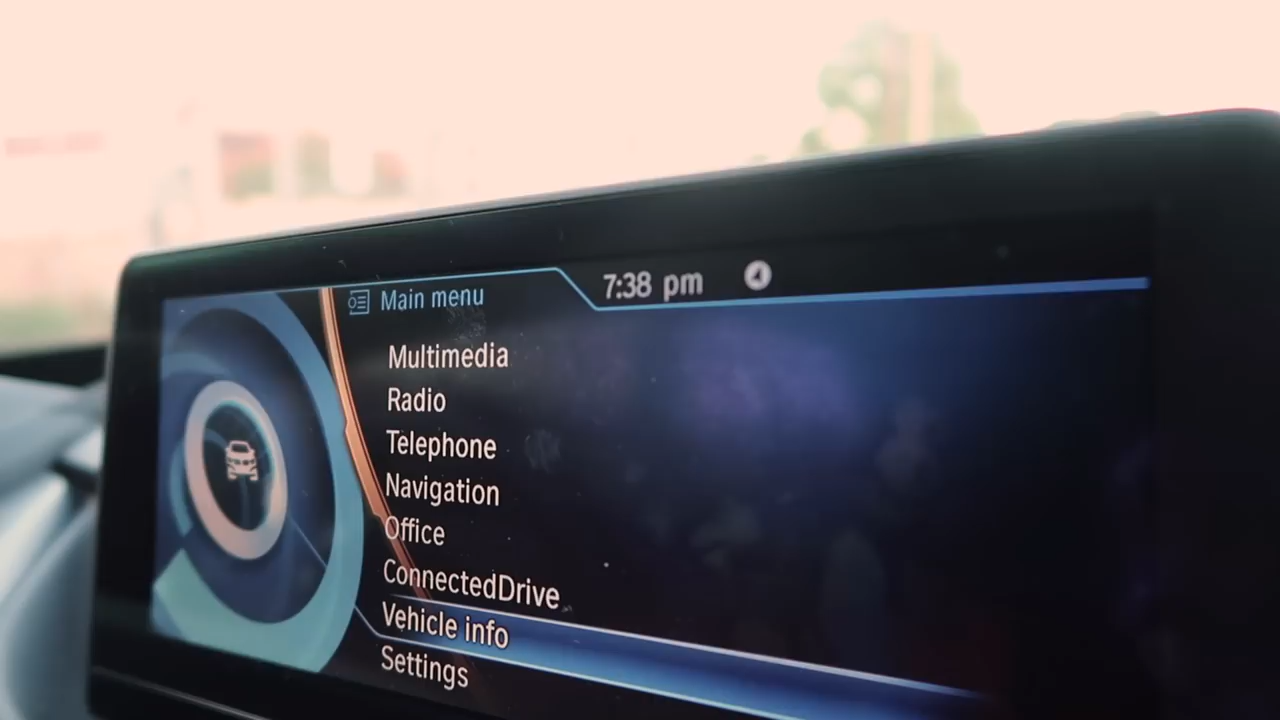 Main menu
7:38 pm
Multimedia
Radio
Telephone
Navigation
Office
ConnectedDrive
Vehicle info
Settings